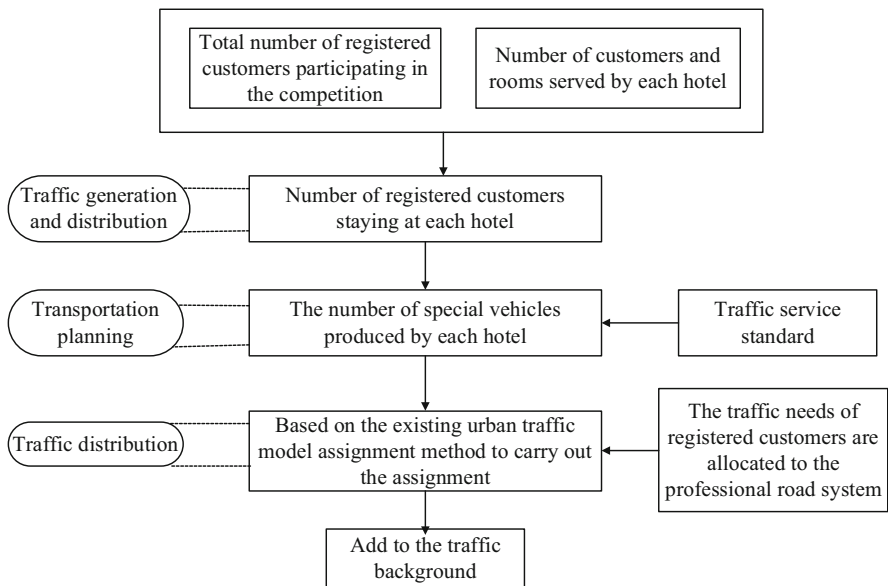 Total number of registered
customers participating in
the competition
Number of customers and
rooms served by each hotel
Traffic generation
and distribution
Number of registered customers
staying at each hotel
Transportation
planning
The number of special vehicles
produced by each hotel
Traffic service
standard
Traffic distribution
Based on the existing urban traffic
model assignment method to carry out
the assignment
The traffic needs of
registered customers are
allocated to the
professional road system
Add to the traffic
background